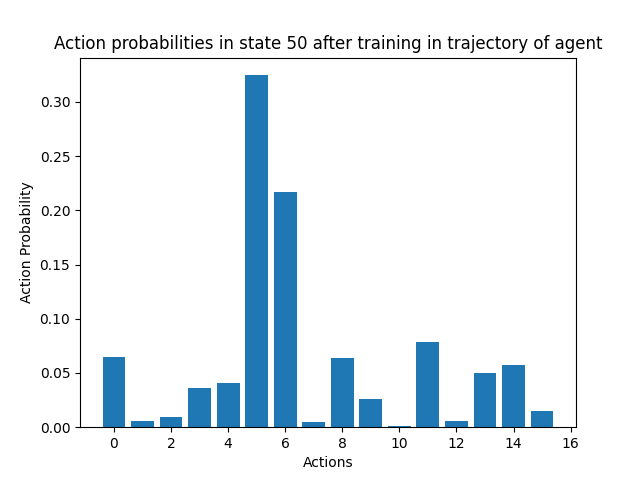 Action probabilities in state 50 after training in trajectory of agent
0.30
0.25
0.20
0.15
0.10
0.05
0.00
Action Probability
0 2 4 6 8 10 12 14 16
Actions